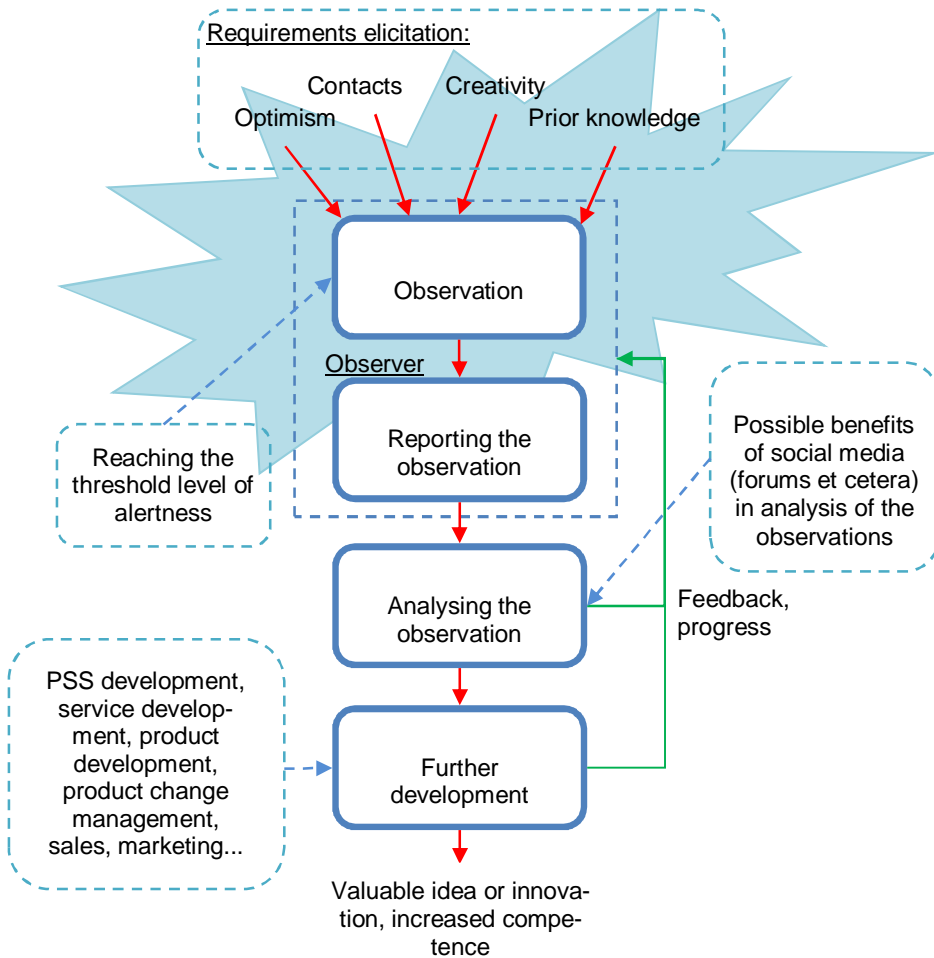 Requirements elicitation:
Contacts
Creativity
Optimism
Prior knowledge
Observation
Observer
Reporting the
observation
Reaching the
threshold level of
alertness
Possible benefits
of social media
(forums et cetera)
in analysis of the
observations
Analysing the
observation
Feedback,
progress
PSS development,
service develop-
ment, product
development,
product change
management,
sales, marketing...
Further
development
Valuable idea or innova-
tion, increased compe-
tence